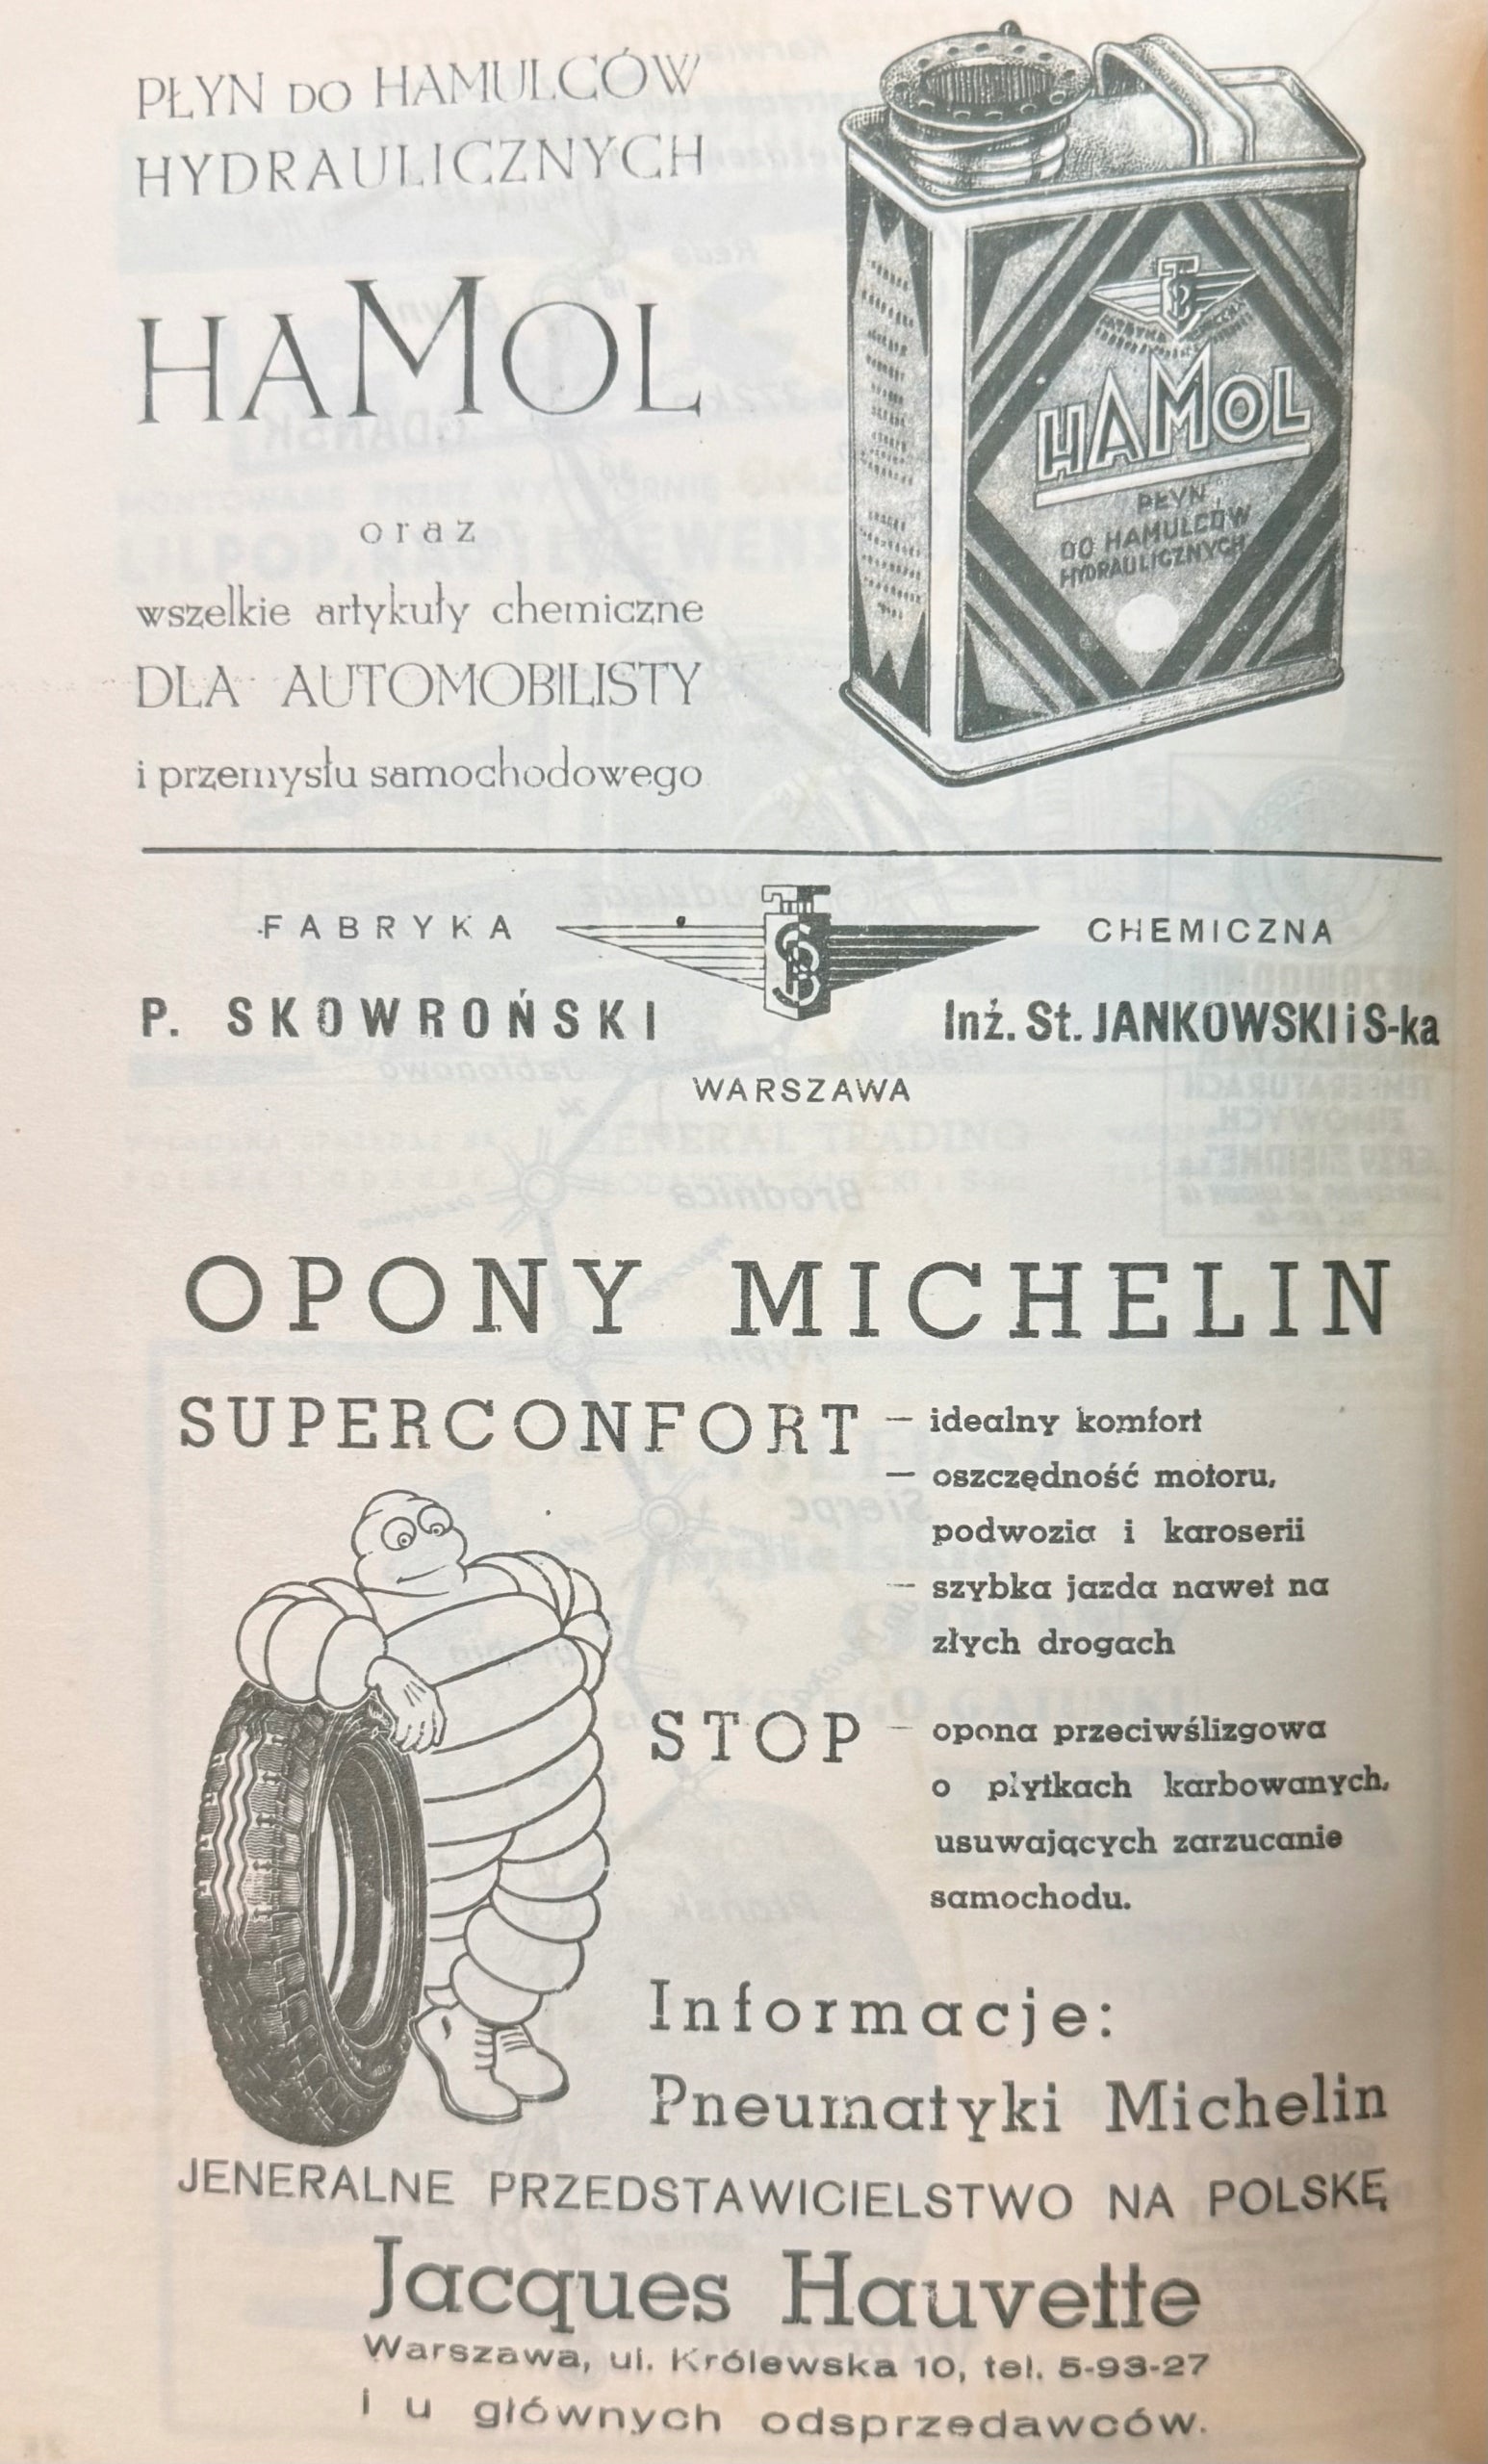 PŁYN DO HAMULCÓW
HYDRAULICZNYCH
HAMOL
oraz
wszelkie artykuły chemiczne
DLA AUTOMOBILISTY
i przemysłu samochodowego
HAMOL
PŁYN
DO HAMULCÓW
HYDRAULICZNYCH
FABRYKA CHEMICZNA
P. SKOWROŃSKI Inż. St. JANKOWSKI i S-ka
WARSZAWA
OPONY MICHELIN
SUPERCONFORT — idealny komfort
— oszczędność motoru,
podwozia i karoserii
— szybka jazda nawet na
złych drogach
STOP — opona przeciwślizgowa
o płytkach karbowanych,
usuwających zarzucanie
samochodu.
Informacje:
Pneumatyki Michelin
JENERALNE PRZEDSTAWICIELSTWO NA POLSKĘ
Jacques Hauvette
Warszawa, ul. Królewska 10, tel. 5-93-27
i u głównych odsprzedawców.